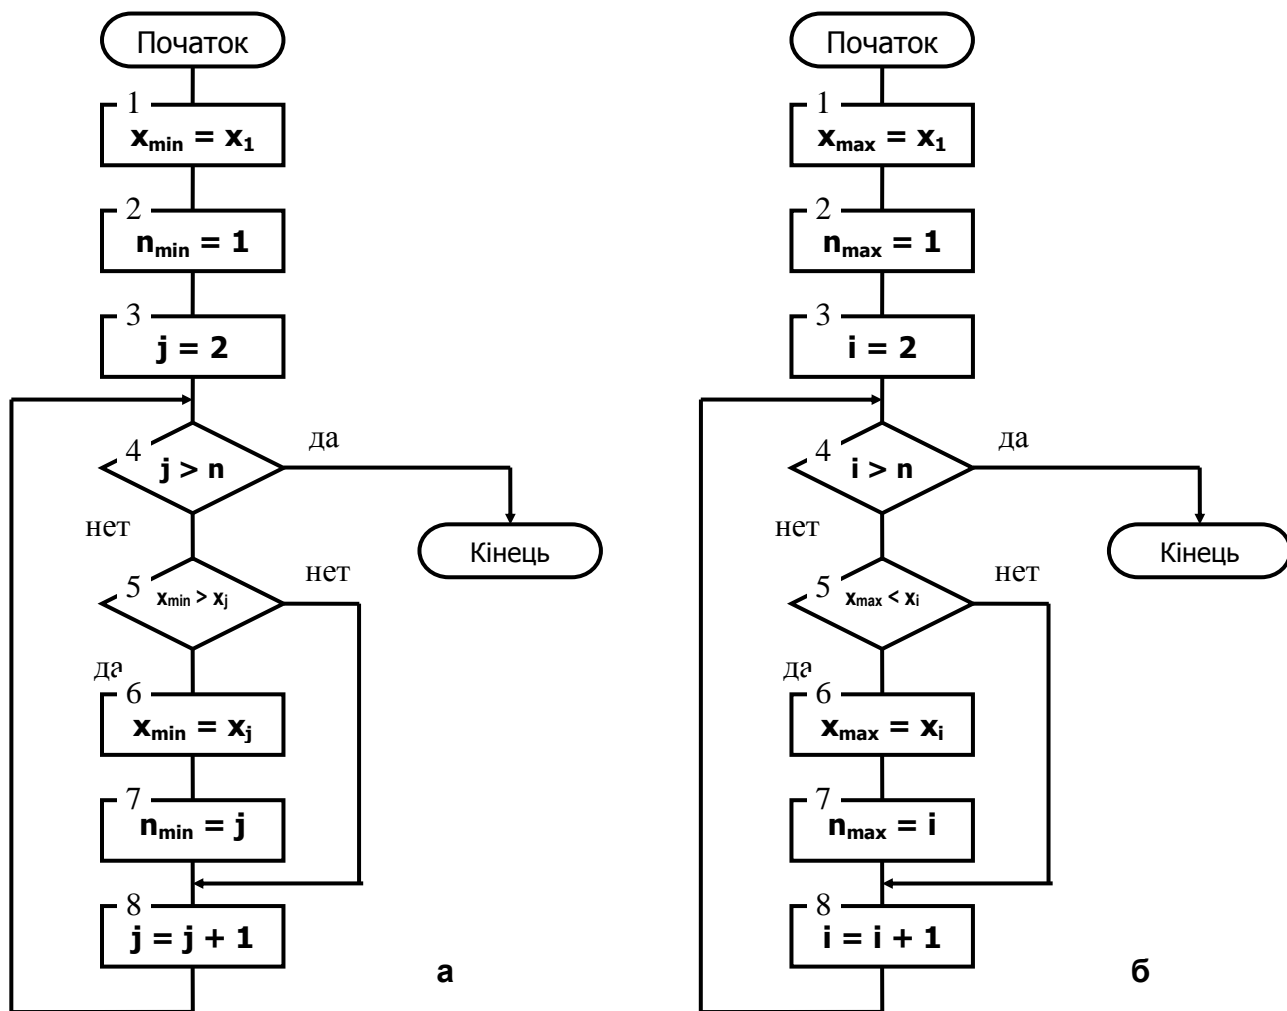 Початок
1
xmin = x1
2
nmin = 1
3
j = 2
4
j > n
да
нет
Кінець
5
xmin > xj
нет
да
6
xmin = xj
7
nmin = j
8
j = j + 1
а
Початок
1
xmax = x1
2
nmax = 1
3
i = 2
4
i > n
да
нет
Кінець
5
xmax < xi
нет
да
6
xmax = xi
7
nmax = i
8
i = i + 1
б